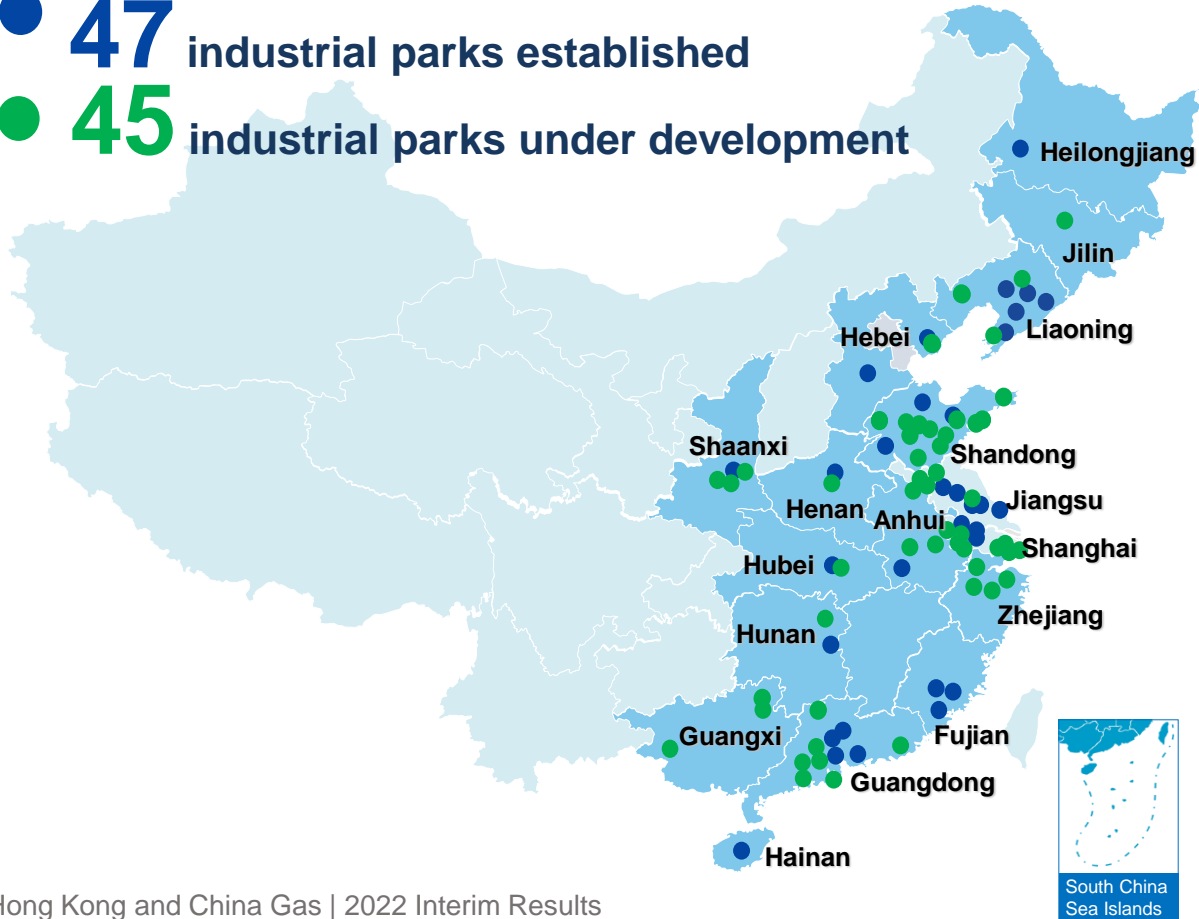 47 industrial parks established
45 industrial parks under development
Heilongjiang
Jilin
Liaoning
Hebei
Shandong
Shaanxi
Henan
Jiangsu
Anhui
Shanghai
Hubei
Zhejiang
Hunan
Guangxi
Fujian
Guangdong
Hainan
South China
Sea Islands
Hong Kong and China Gas | 2022 Interim Results